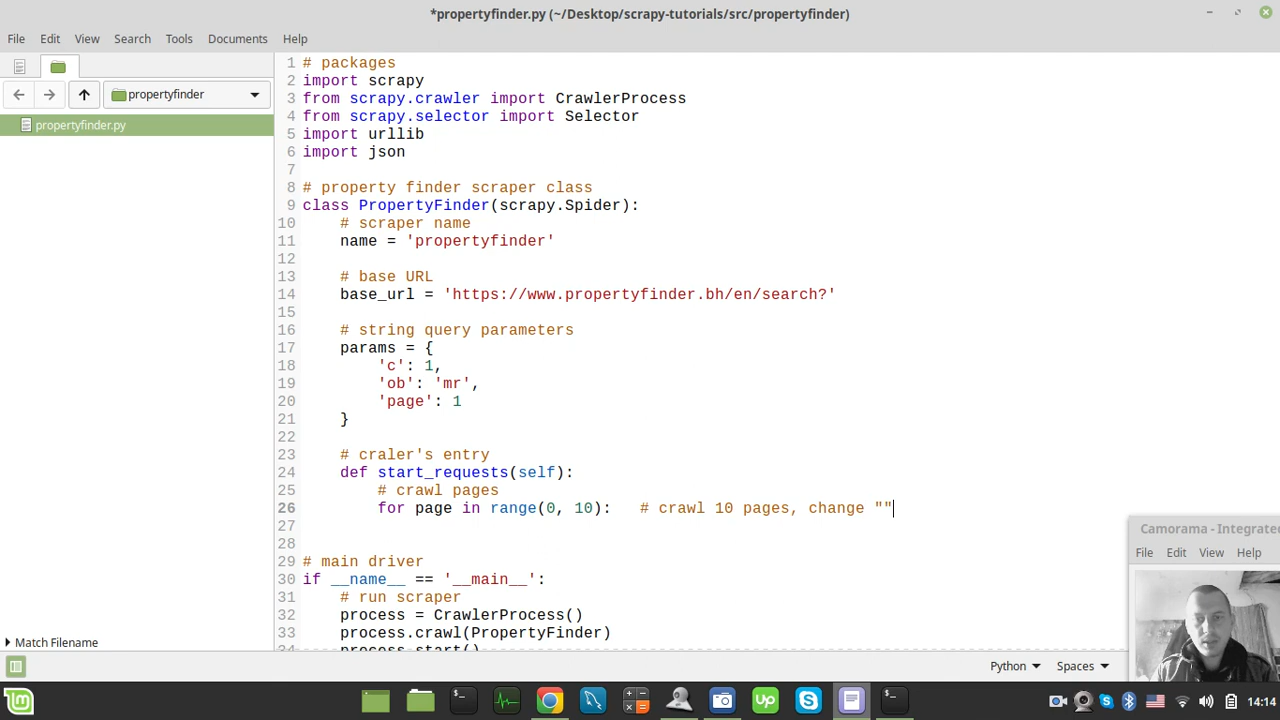 *propertyfinder.py (~/Desktop/scrapy-tutorials/src/propertyfinder)
File Edit View Search Tools Documents Help
propertyfinder
propertyfinder.py
Match Filename
1 # packages
2 import scrapy
3 from scrapy.crawler import CrawlerProcess
4 from scrapy.selector import Selector
5 import urllib
6 import json
7
8 # property finder scraper class
9 class PropertyFinder(scrapy.Spider):
10     # scraper name
11     name = 'propertyfinder'
12
13     # base URL
14     base_url = 'https://www.propertyfinder.bh/en/search?'
15
16     # string query parameters
17     params = {
18         'c': 1,
19         'ob': 'mr',
20         'page': 1
21     }
22
23     # craler's entry
24     def start_requests(self):
25         # crawl pages
26         for page in range(0, 10):   # crawl 10 pages, change ""
27
28
29 # main driver
30 if __name__ == '__main__':
31     # run scraper
32     process = CrawlerProcess()
33     process.crawl(PropertyFinder)
34     process.start()
Camorama - Integrated
File Edit View Help
Python Spaces
Up
14:14